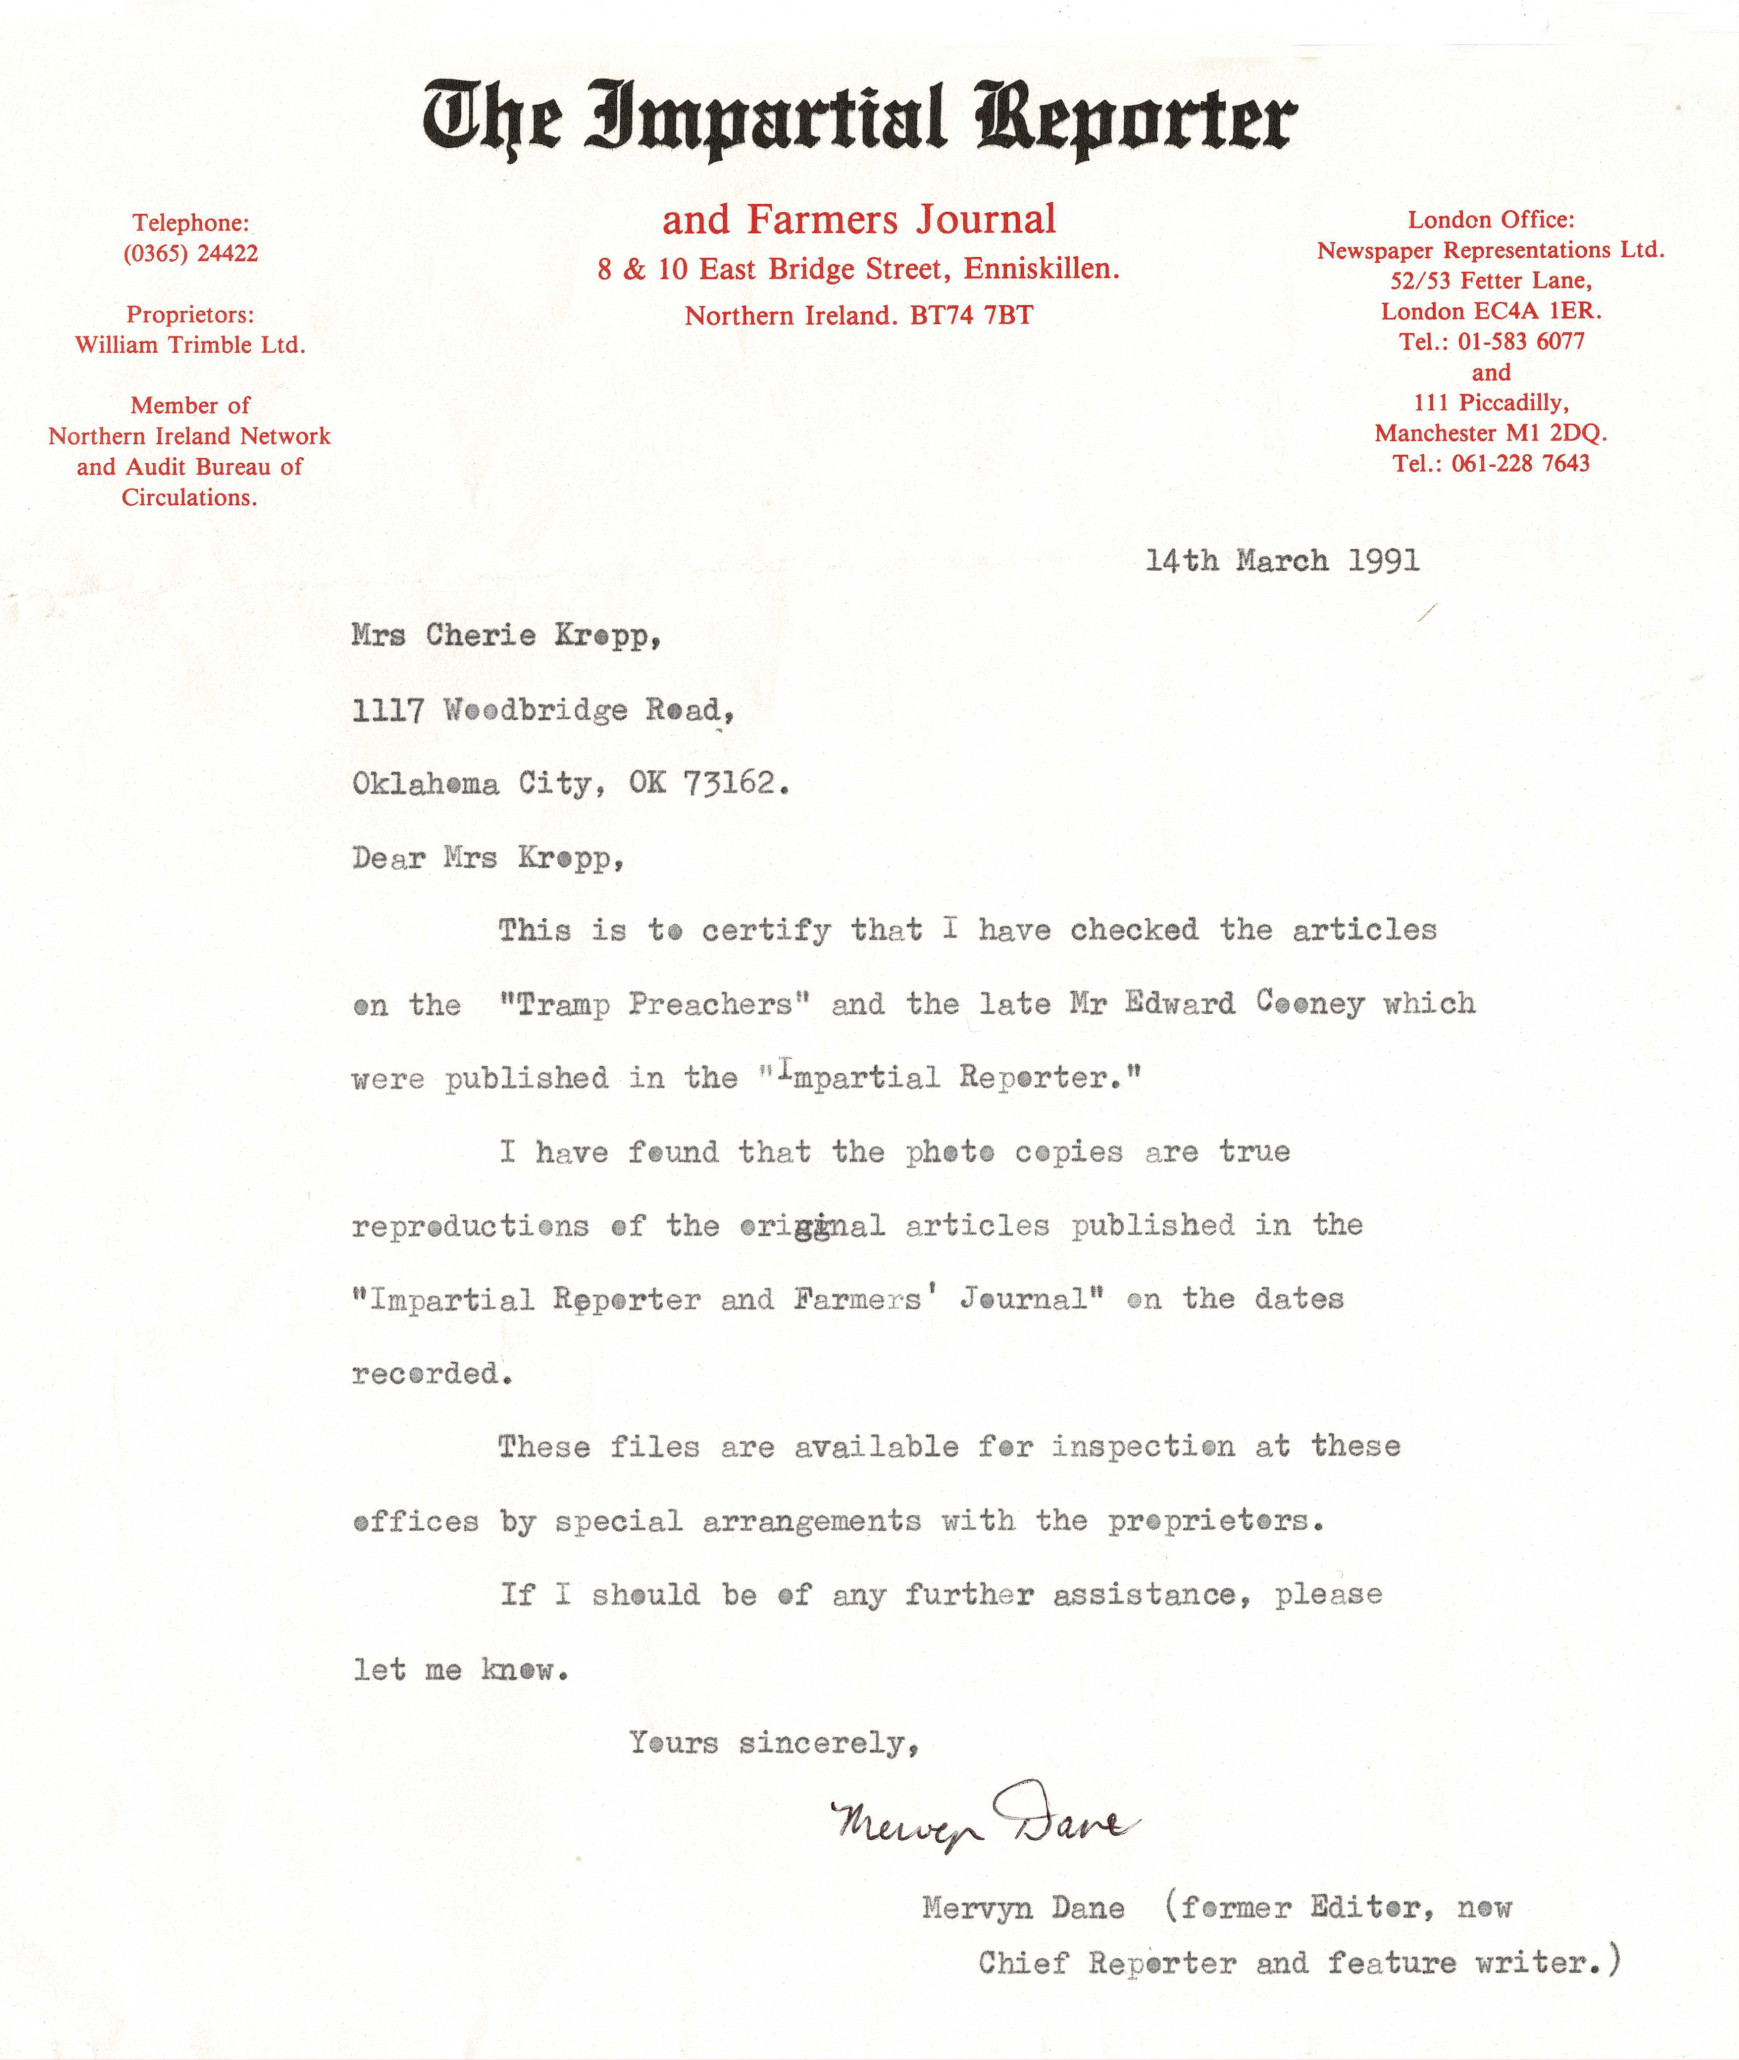 The Impartial Reporter
and Farmers Journal
8 & 10 East Bridge Street, Enniskillen.
Northern Ireland. BT74 7BT
Telephone:
(0365) 24422
Proprietors:
William Trimble Ltd.
Member of
Northern Ireland Network
and Audit Bureau of
Circulations.
London Office:
Newspaper Representations Ltd.
52/53 Fetter Lane,
London EC4A 1ER.
Tel.: 01-583 6077
and
111 Piccadilly,
Manchester M1 2DQ.
Tel.: 061-228 7643
14th March 1991
Mrs Cherie Kropp,
1117 Woodbridge Road,
Oklahoma City, OK 73162.
Dear Mrs Kropp,
This is to certify that I have checked the articles
on the "Tramp Preachers" and the late Mr Edward Cooney which
were published in the "Impartial Reporter."
I have found that the photo copies are true
reproductions of the original articles published in the
"Impartial Reporter and Farmers' Journal" on the dates
recorded.
These files are available for inspection at these
offices by special arrangements with the proprietors.
If I should be of any further assistance, please
let me know.
Yours sincerely,
Mervyn Dane
Mervyn Dane (former Editor, now
Chief Reporter and feature writer.)